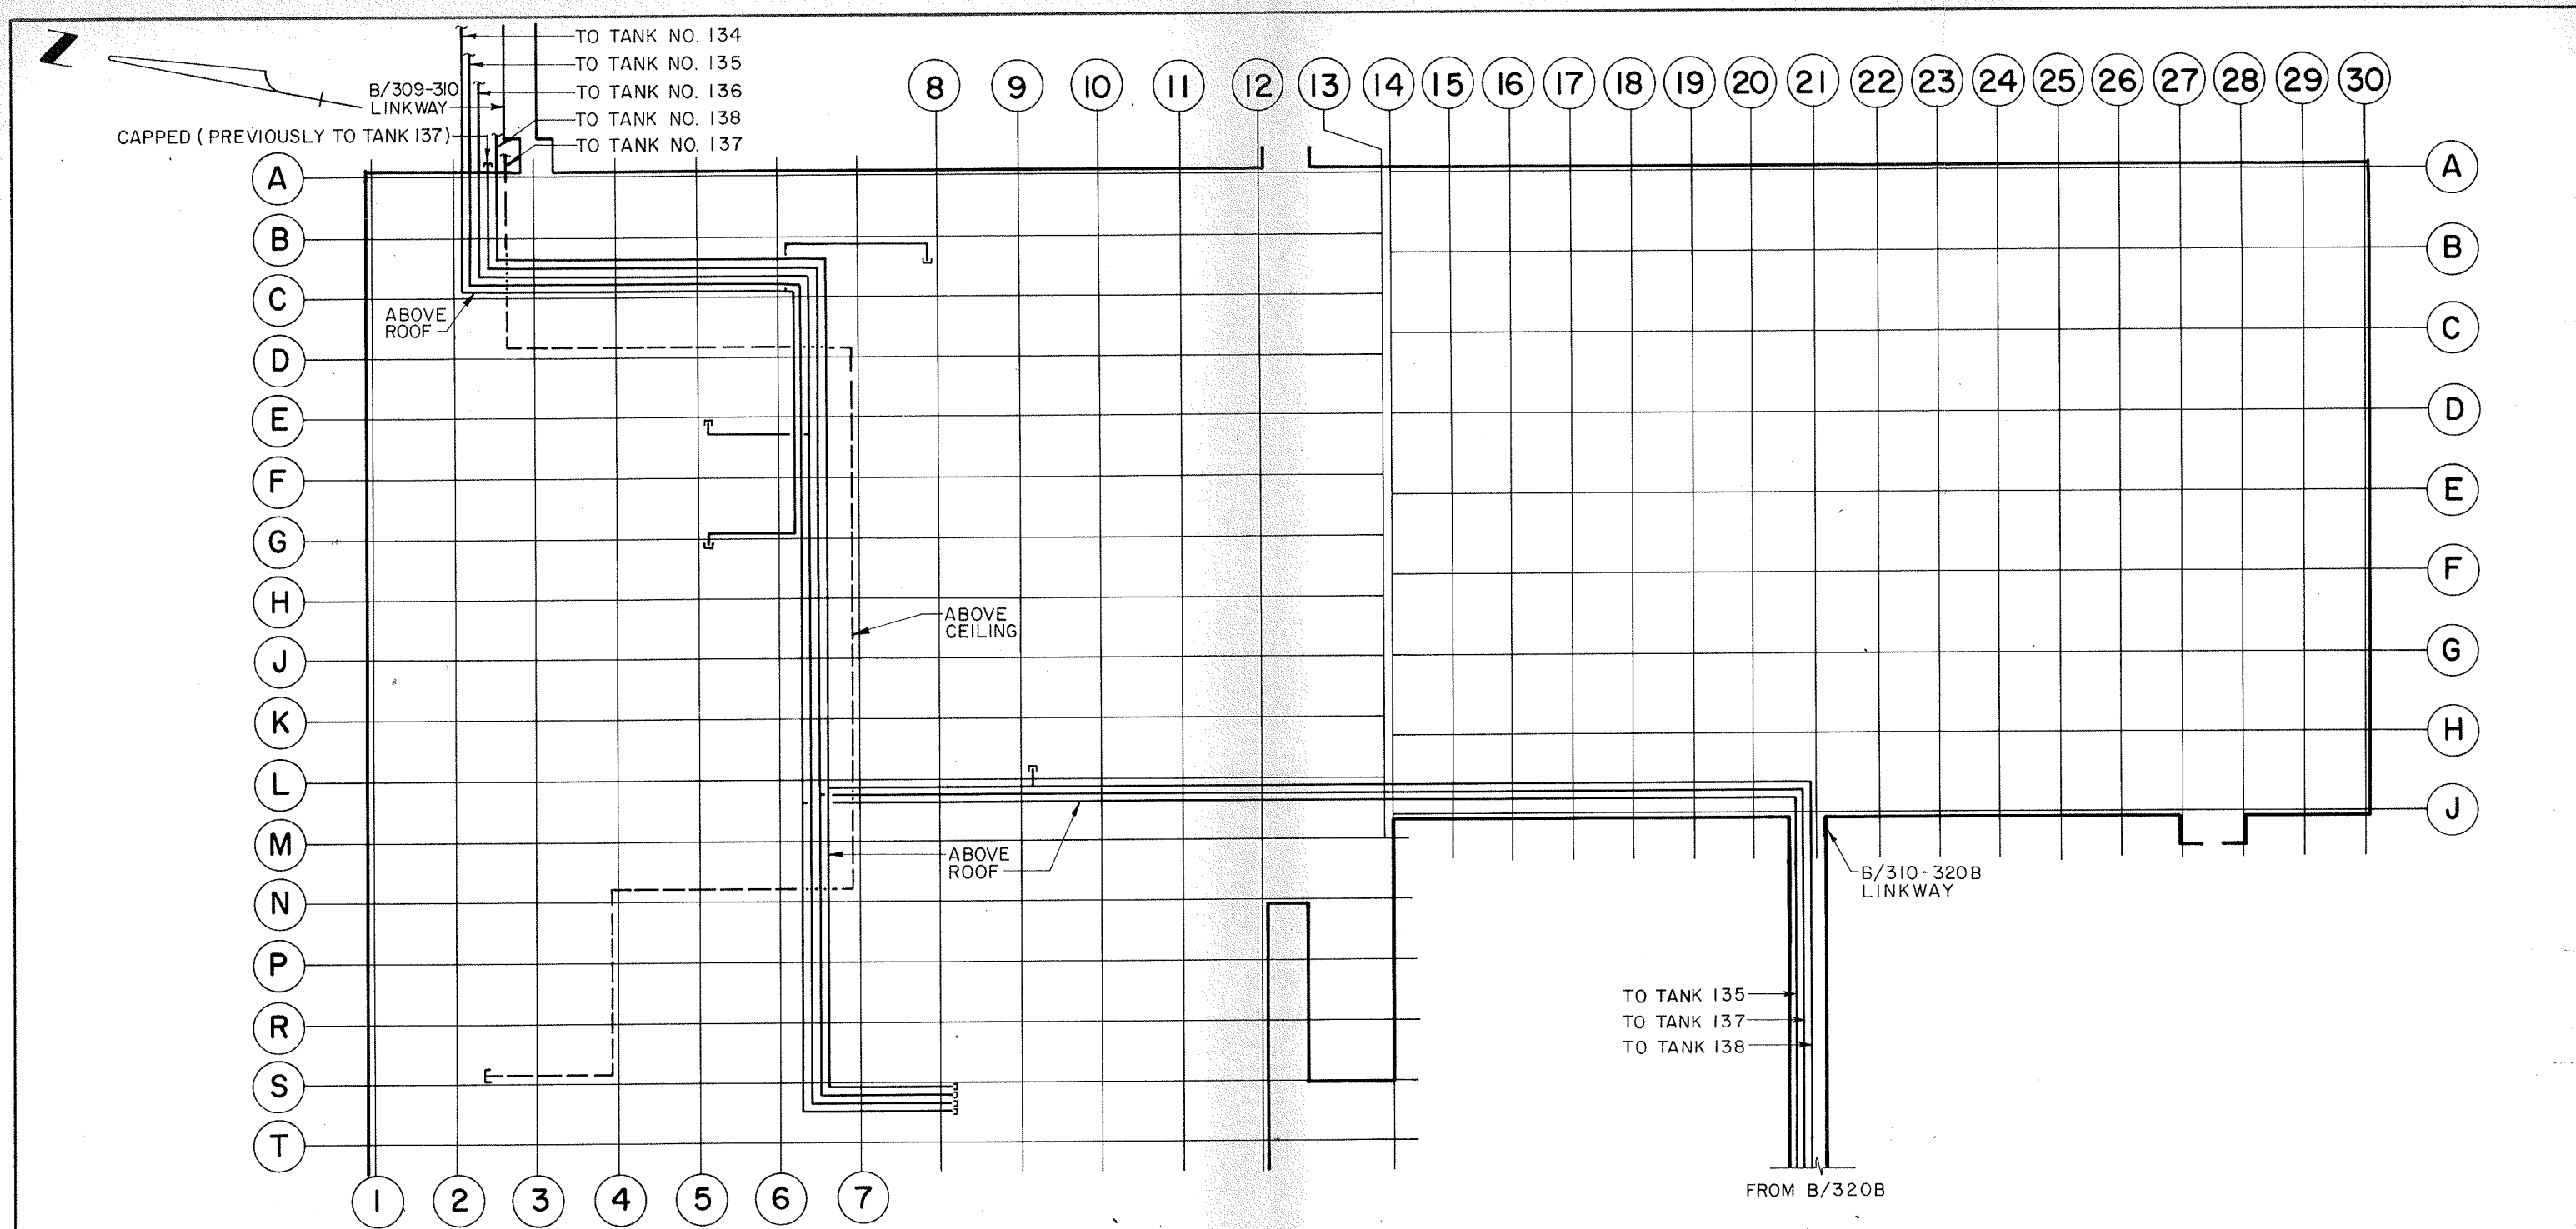 Z
TO TANK NO. 134
TO TANK NO. 135
B/309-310
LINKWAY
TO TANK NO. 136
TO TANK NO. 138
CAPPED (PREVIOUSLY TO TANK 137)
TO TANK NO. 137
8 9 10 11 12 13 14 15 16 17 18 19 20 21 22 23 24 25 26 27 28 29 30
A
B
C
D
E
F
G
H
J
K
L
M
N
P
R
S
T
A
B
C
D
E
F
G
H
J
ABOVE
ROOF
ABOVE
CEILING
ABOVE
ROOF
B/310-320B
LINKWAY
TO TANK 135
TO TANK 137
TO TANK 138
FROM B/320B
1 2 3 4 5 6 7